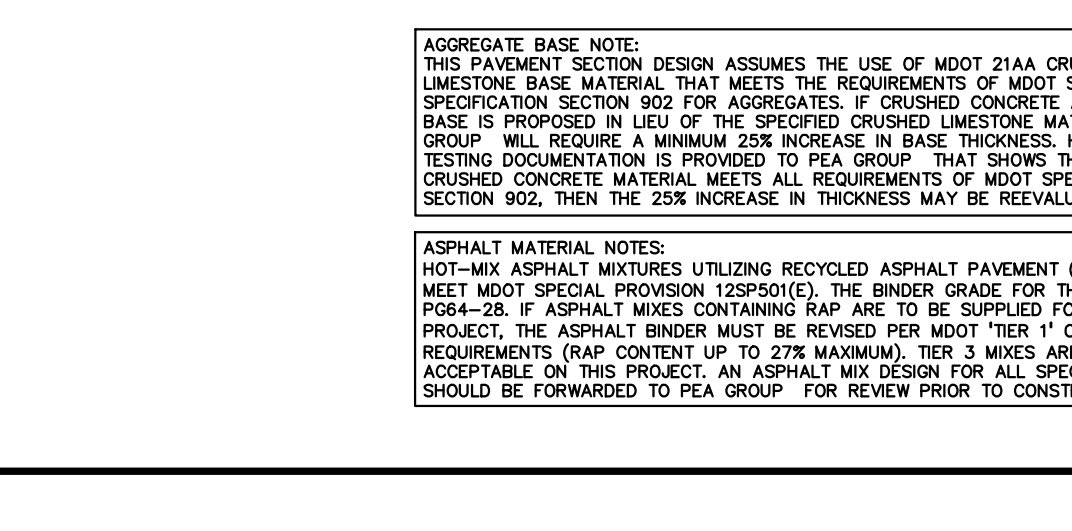 AGGREGATE BASE NOTE:
THIS PAVEMENT SECTION DESIGN ASSUMES THE USE OF MDOT 21AA
LIMESTONE BASE MATERIAL THAT MEETS THE REQUIREMENTS OF MDOT
SPECIFICATION SECTION 902 FOR AGGREGATES. IF CRUSHED CONCRETE
BASE IS PROPOSED IN LIEU OF THE SPECIFIED CRUSHED LIMESTONE
GROUP WILL REQUIRE A MINIMUM 25% INCREASE IN BASE THICKNESS.
TESTING DOCUMENTATION IS PROVIDED TO PEA GROUP THAT SHOWS
CRUSHED CONCRETE MATERIAL MEETS ALL REQUIREMENTS OF MDOT
SECTION 902, THEN THE 25% INCREASE IN THICKNESS MAY BE
ASPHALT MATERIAL NOTES:
HOT-MIX ASPHALT MIXTURES UTILIZING RECYCLED ASPHALT PAVEMENT (
MEET MDOT SPECIAL PROVISION 12SP501(E). THE BINDER GRADE FOR
PG64-28. IF ASPHALT MIXES CONTAINING RAP ARE TO BE SUPPLIED
PROJECT, THE ASPHALT BINDER MUST BE REVISED PER MDOT 'TIER 1'
REQUIREMENTS (RAP CONTENT UP TO 27% MAXIMUM). TIER 3 MIXES
ACCEPTABLE ON THIS PROJECT. AN ASPHALT MIX DESIGN FOR ALL
SHOULD BE FORWARDED TO PEA GROUP FOR REVIEW PRIOR TO